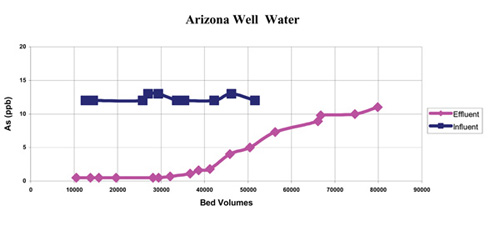 Arizona Well Water
20
15
10
5
0
As (ppb)
0 10000 20000 30000 40000 50000 60000 70000 80000 90000
Bed Volumes
Effluent
Influent